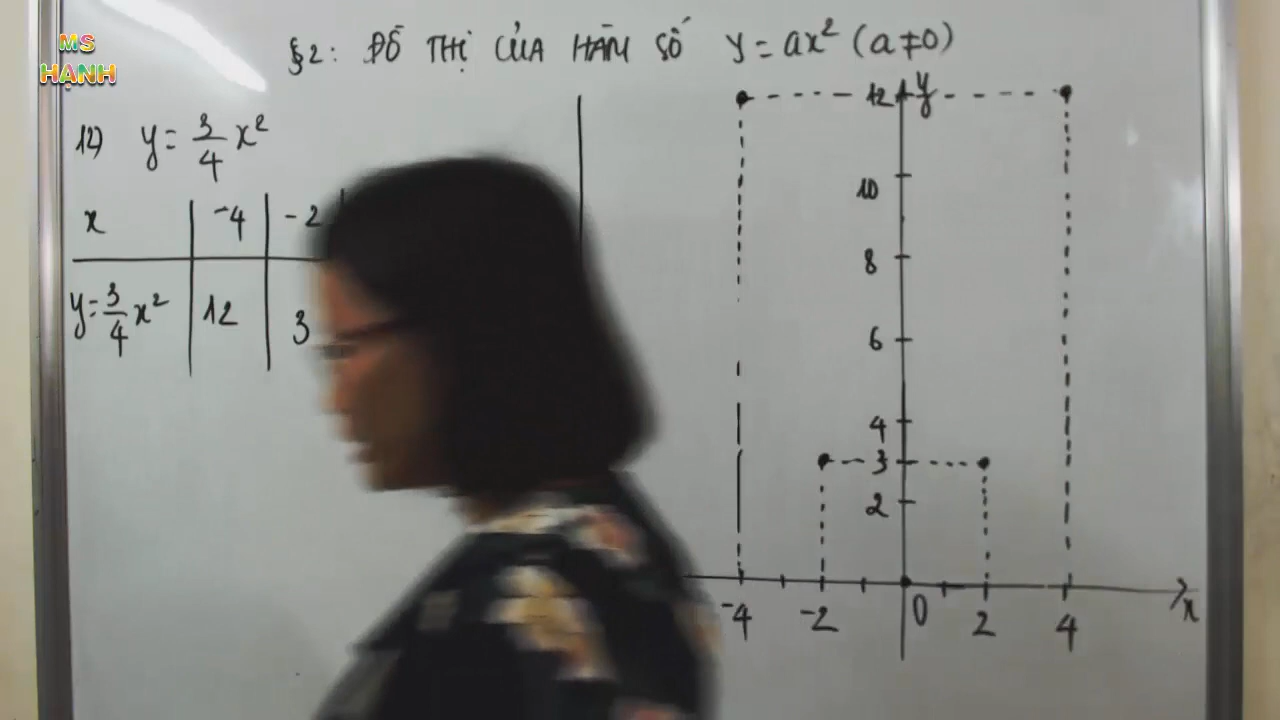 MS
HẠNH
§2: ĐỒ THỊ CỦA HÀM SỐ y = ax² (a ≠ 0)
12) y = 3/4 x²
x | -4 | -2
y = 3/4 x² | 12 | 3
12 y
10
8
6
4
3
2
-4 -2 0 2 4 x